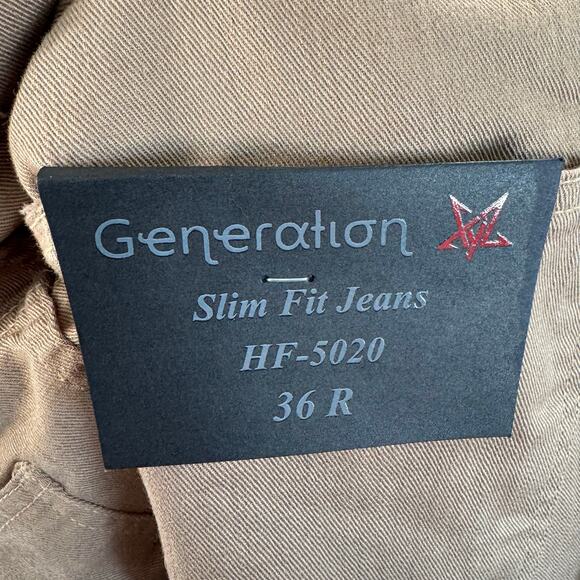 Generation
Slim Fit Jeans
HF-5020
36 R